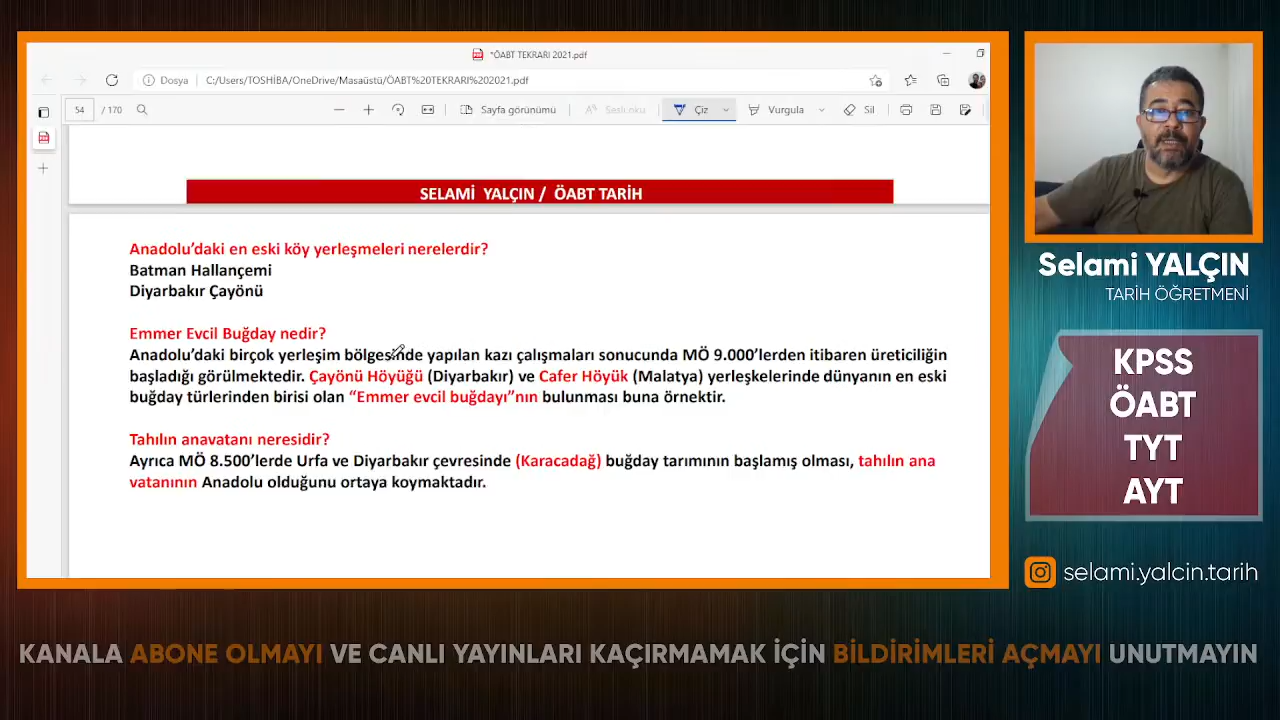 *ÖABT TEKRARI 2021.pdf
Dosya C:/Users/TOSHİBA/OneDrive/Masaüstü/ÖABT%20TEKRARI%202021.pdf
54 / 170 Sayfa görünümü Sesli oku Çiz Vurgula Sil
SELAMİ YALÇIN / ÖABT TARİH
Anadolu’daki en eski köy yerleşmeleri nerelerdir?
Batman Hallançemi
Diyarbakır Çayönü
Emmer Evcil Buğday nedir?
Anadolu’daki birçok yerleşim bölgesinde yapılan kazı çalışmaları sonucunda MÖ 9.000’lerden itibaren üreticiliğin
başladığı görülmektedir. Çayönü Höyüğü (Diyarbakır) ve Cafer Höyük (Malatya) yerleşkelerinde dünyanın en eski
buğday türlerinden birisi olan “Emmer evcil buğdayı”nın bulunması buna örnektir.
Tahılın anavatanı neresidir?
Ayrıca MÖ 8.500’lerde Urfa ve Diyarbakır çevresinde (Karacadağ) buğday tarımının başlamış olması, tahılın ana
vatanının Anadolu olduğunu ortaya koymaktadır.
Selami YALÇIN
TARİH ÖĞRETMENİ
KPSS
ÖABT
TYT
AYT
selami.yalcin.tarih
KANALA ABONE OLMAYI VE CANLI YAYINLARI KAÇIRMAMAK İÇİN BİLDİRİMLERİ AÇMAYI UNUTMAYIN